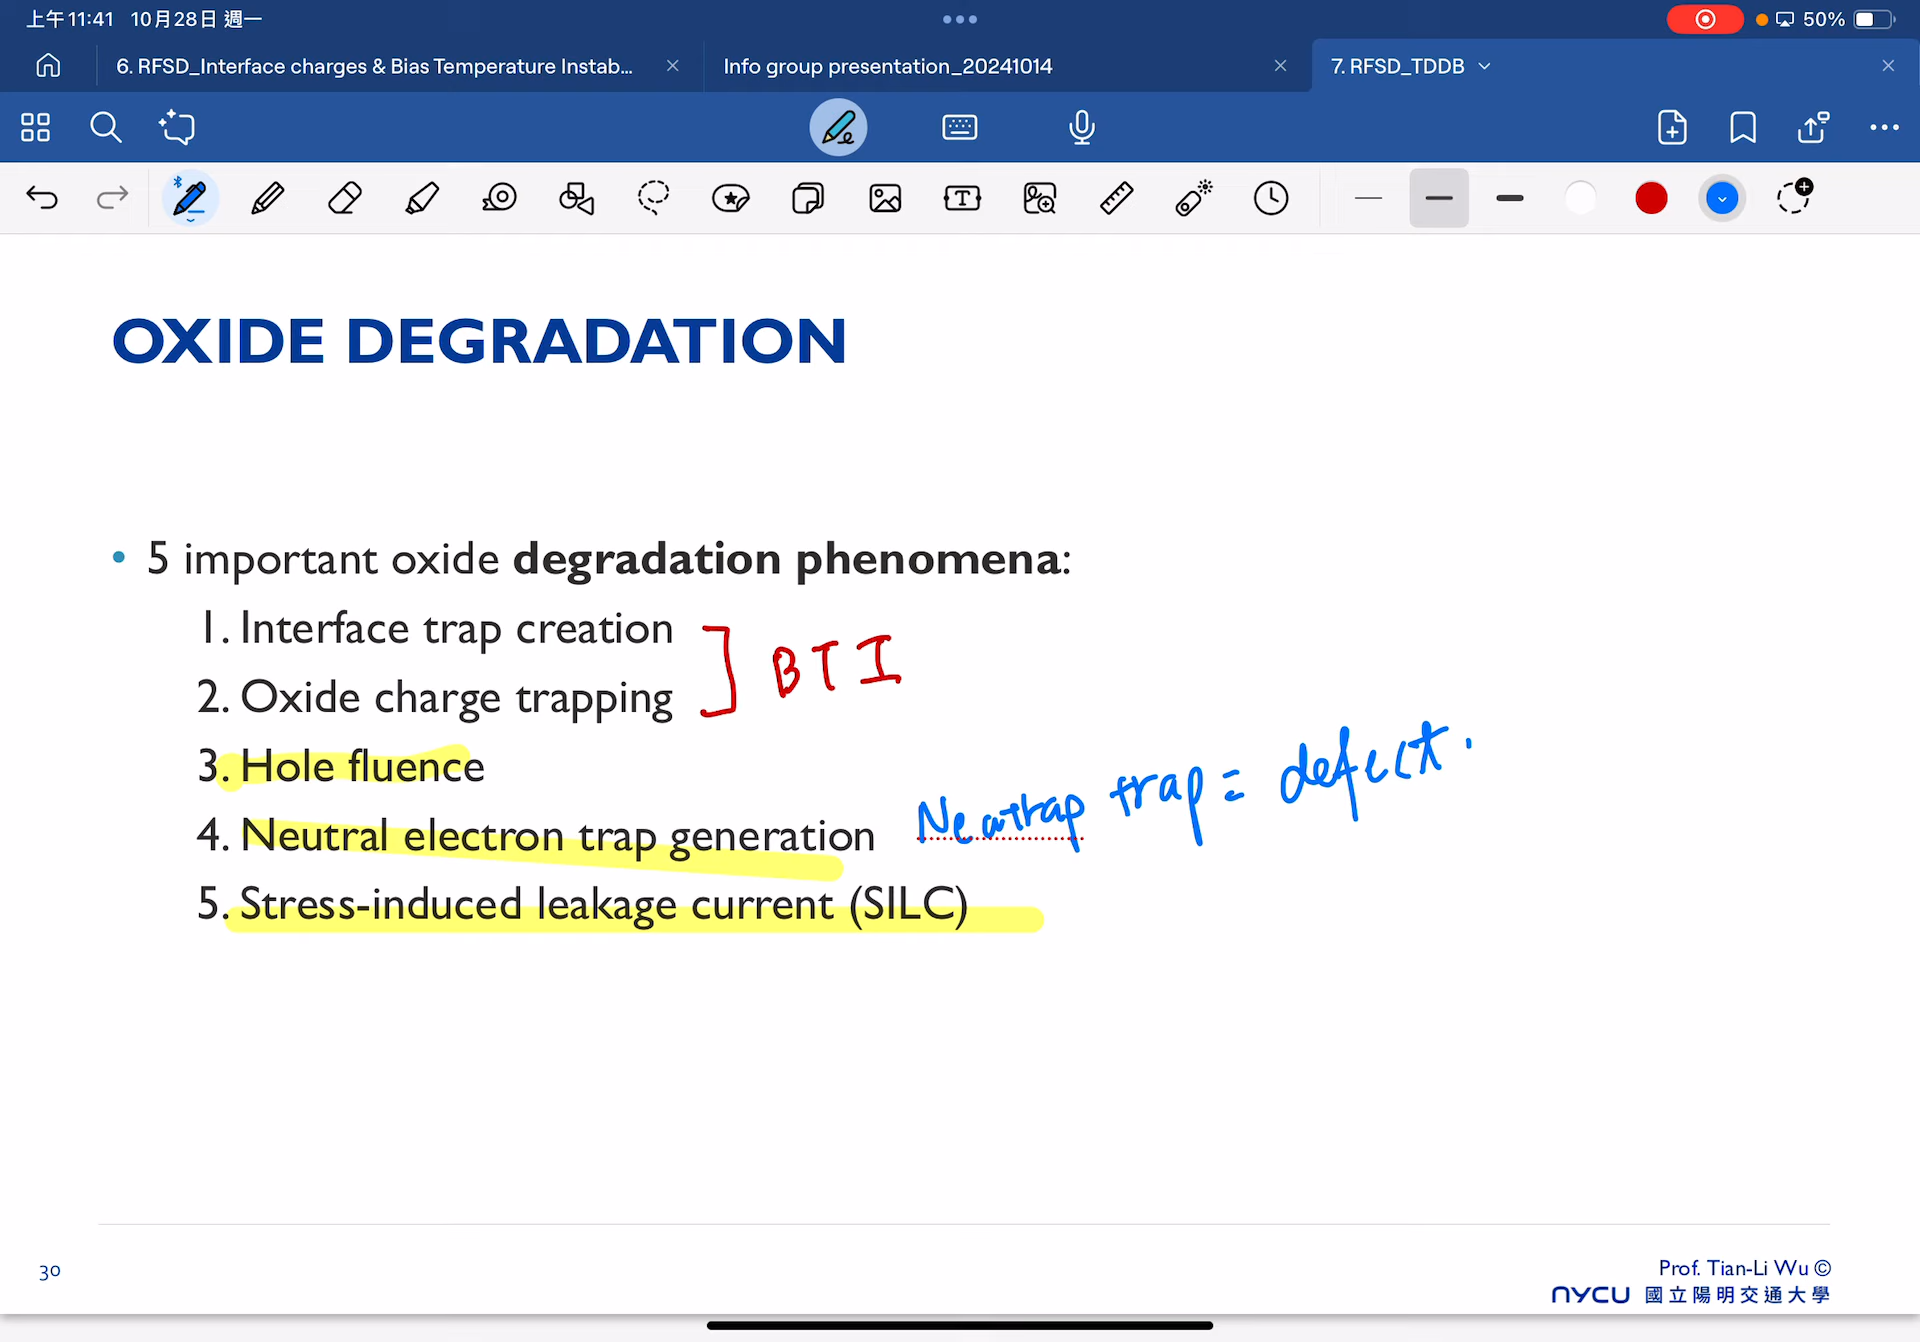 上午11:41 10月28日 週一
50%
6. RFSD_Interface charges & Bias Temperature Instab...
Info group presentation_20241014
7. RFSD_TDDB
OXIDE DEGRADATION
• 5 important oxide degradation phenomena:
1. Interface trap creation
2. Oxide charge trapping
BTI
3. Hole fluence
4. Neutral electron trap generation
trap = defect.
5. Stress-induced leakage current (SILC)
30
Prof. Tian-Li Wu ©
NYCU 國立陽明交通大學